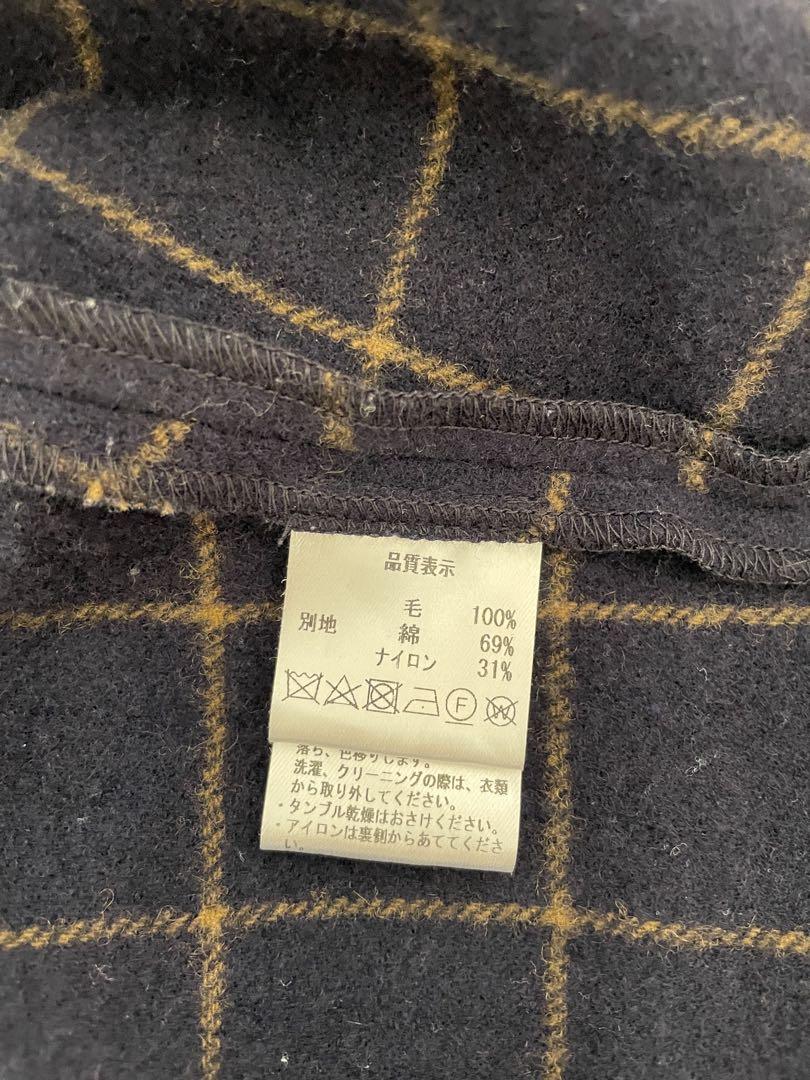 品質表示
毛 100%
別地 綿 69%
ナイロン 31%
F W
落ち、色移りします。
洗濯、クリーニングの際は、衣類
から取り外してください。
・タンブル乾燥はおさけください。
・アイロンは裏側からあててくださ
い。